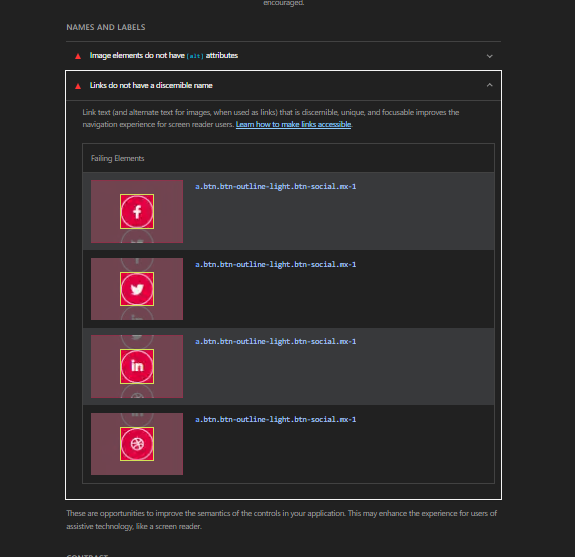 encouraged.
NAMES AND LABELS
Image elements do not have [alt] attributes
Links do not have a discernible name
Link text (and alternate text for images, when used as links) that is discernible, unique, and focusable improves the
navigation experience for screen reader users. Learn how to make links accessible.
Failing Elements
a.btn.btn-outline-light.btn-social.mx-1
a.btn.btn-outline-light.btn-social.mx-1
a.btn.btn-outline-light.btn-social.mx-1
a.btn.btn-outline-light.btn-social.mx-1
These are opportunities to improve the semantics of the controls in your application. This may enhance the experience for users of
assistive technology, like a screen reader.
CONTRAST